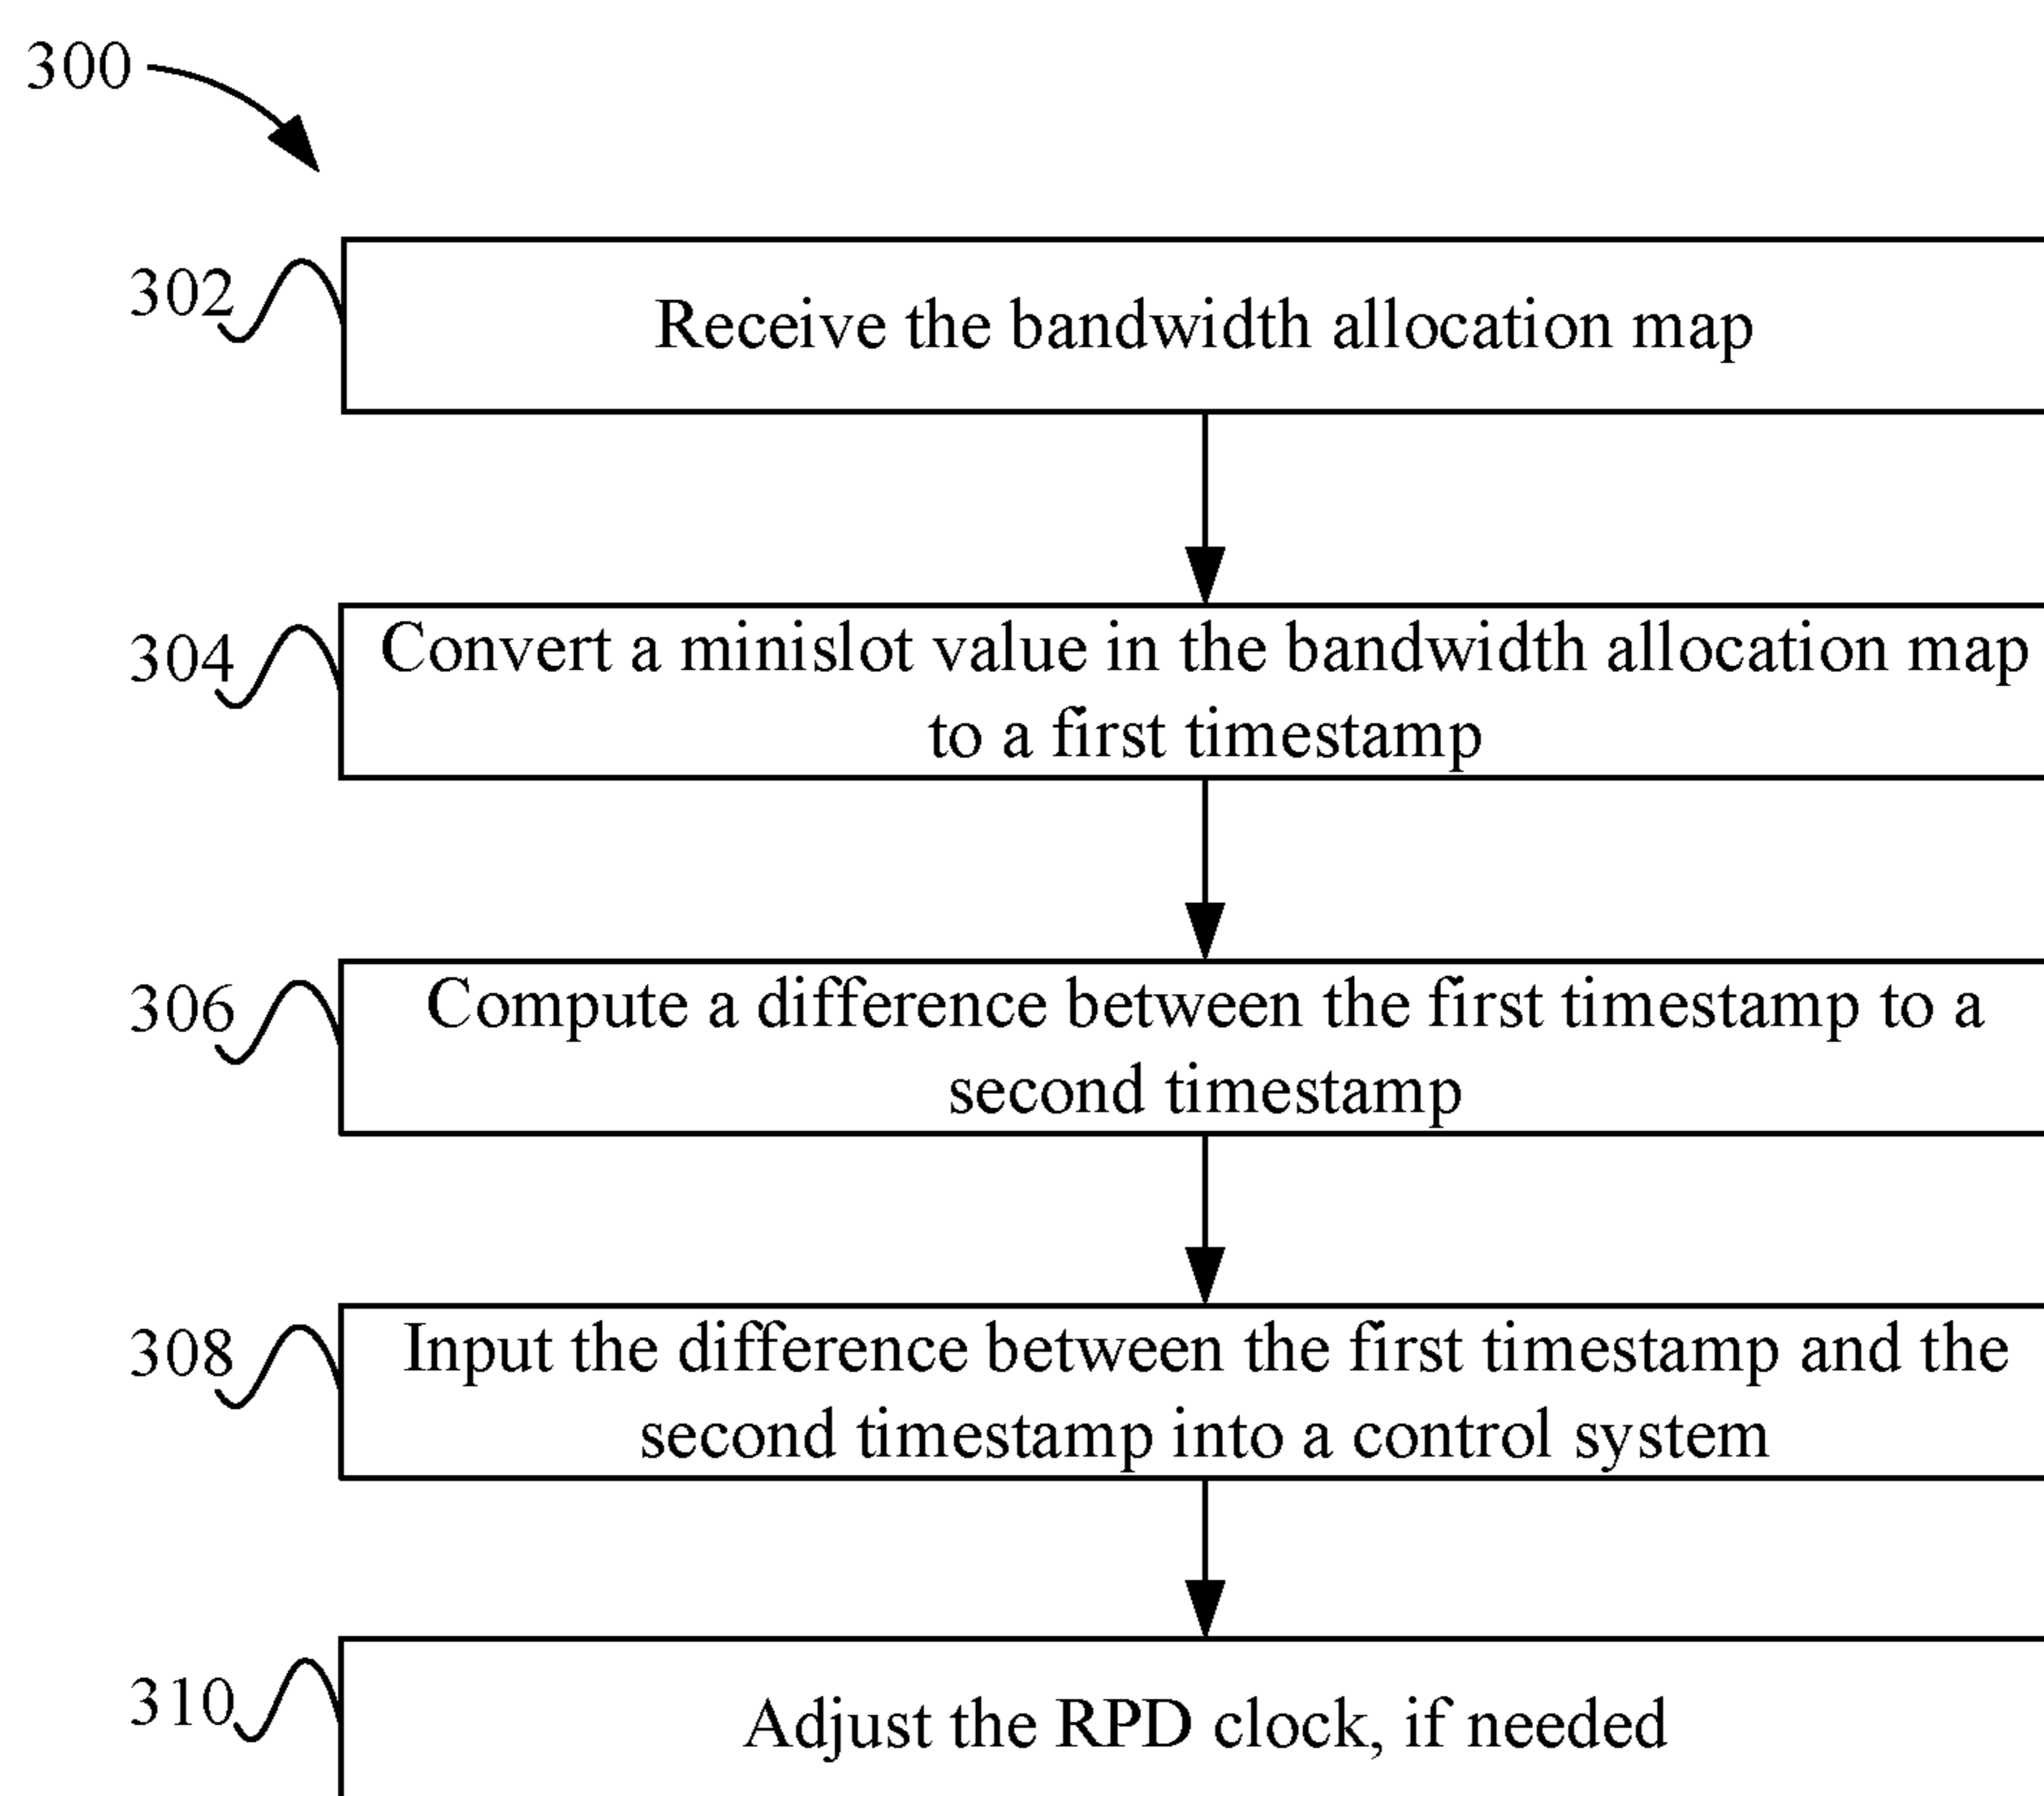 300
302
Receive the bandwidth allocation map
304
Convert a minislot value in the bandwidth allocation map
to a first timestamp
306
Compute a difference between the first timestamp to a
second timestamp
308
Input the difference between the first timestamp and the
second timestamp into a control system
310
Adjust the RPD clock, if needed